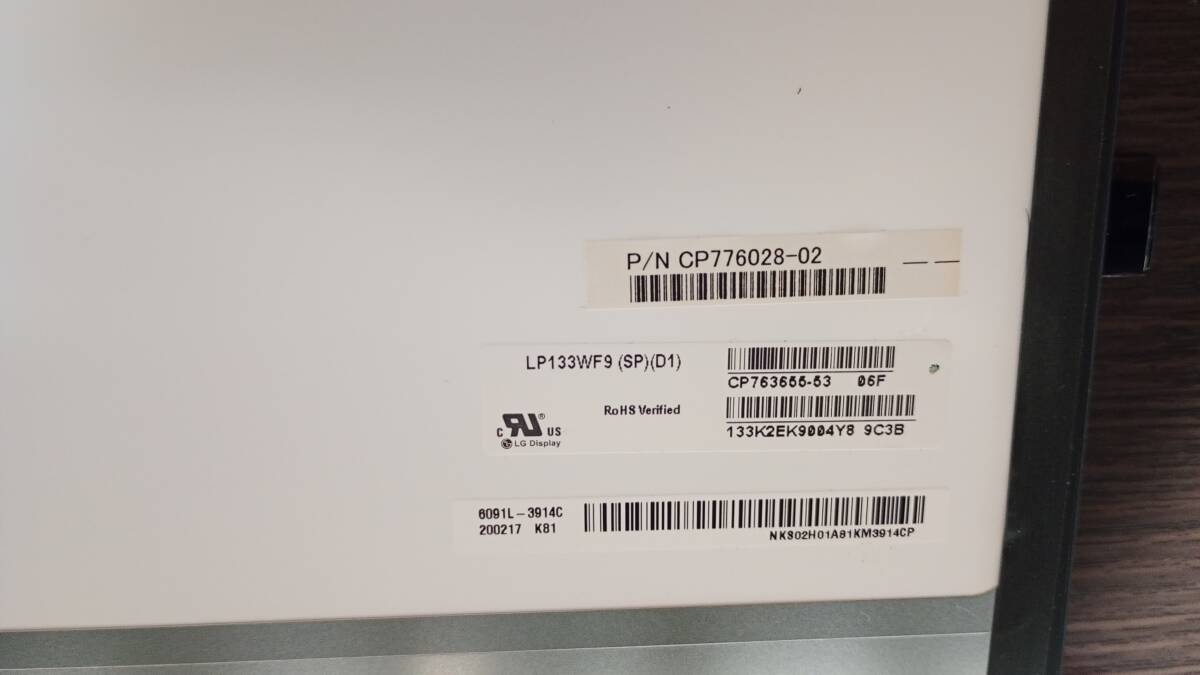 P/N CP776028-02
LP133WF9 (SP)(D1)
CP763655-53 06F
RoHS Verified
133K2EK9004Y8 9C3B
c RU ® US
LG Display
6091L-3914C
200217 K81
NKS02H01A81KM3914CP